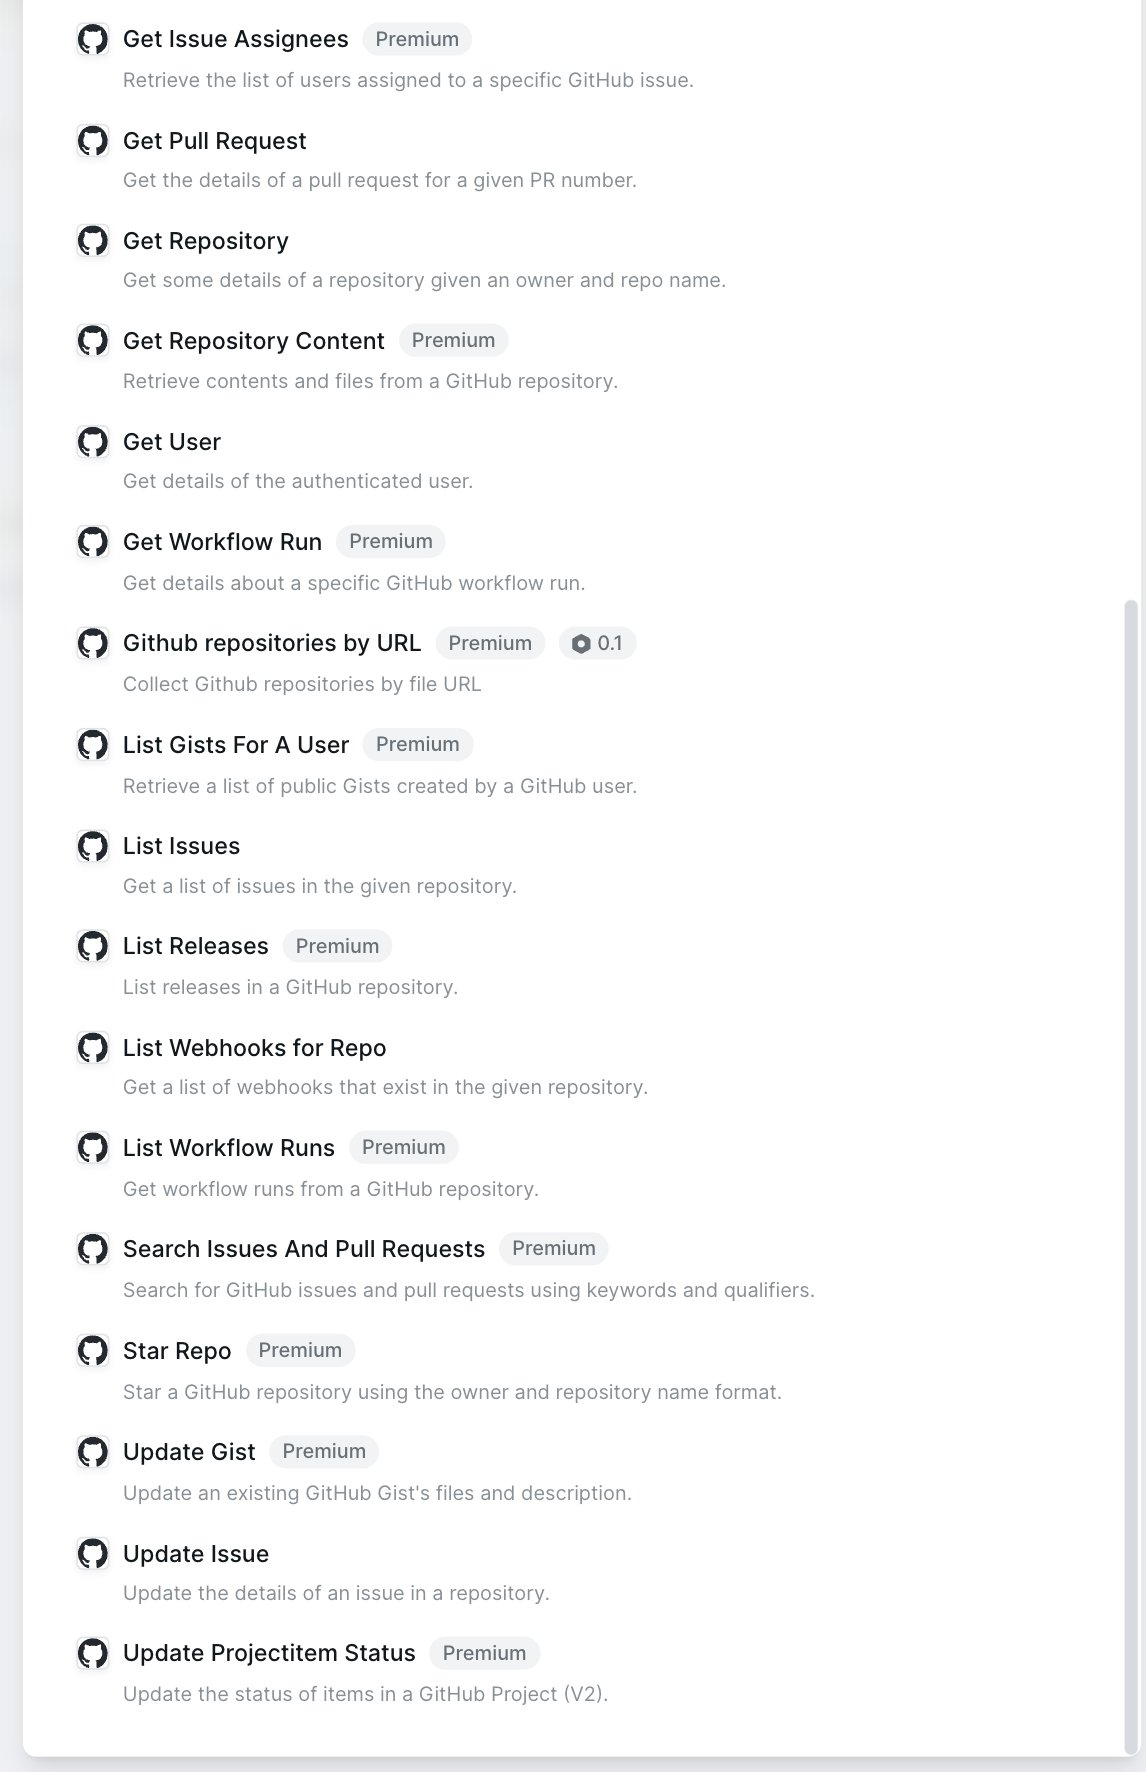 Get Issue Assignees Premium
Retrieve the list of users assigned to a specific GitHub issue.
Get Pull Request
Get the details of a pull request for a given PR number.
Get Repository
Get some details of a repository given an owner and repo name.
Get Repository Content Premium
Retrieve contents and files from a GitHub repository.
Get User
Get details of the authenticated user.
Get Workflow Run Premium
Get details about a specific GitHub workflow run.
Github repositories by URL Premium 0.1
Collect Github repositories by file URL
List Gists For A User Premium
Retrieve a list of public Gists created by a GitHub user.
List Issues
Get a list of issues in the given repository.
List Releases Premium
List releases in a GitHub repository.
List Webhooks for Repo
Get a list of webhooks that exist in the given repository.
List Workflow Runs Premium
Get workflow runs from a GitHub repository.
Search Issues And Pull Requests Premium
Search for GitHub issues and pull requests using keywords and qualifiers.
Star Repo Premium
Star a GitHub repository using the owner and repository name format.
Update Gist Premium
Update an existing GitHub Gist's files and description.
Update Issue
Update the details of an issue in a repository.
Update Projectitem Status Premium
Update the status of items in a GitHub Project (V2).